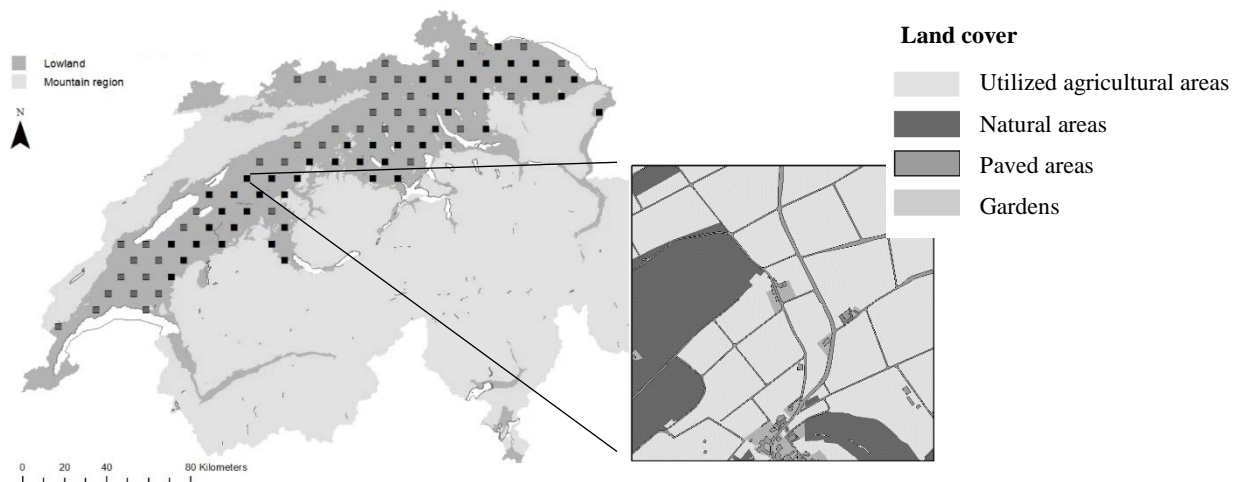 Lowland
Mountain region
N
0 20 40 80 Kilometers
Land cover
Utilized agricultural areas
Natural areas
Paved areas
Gardens